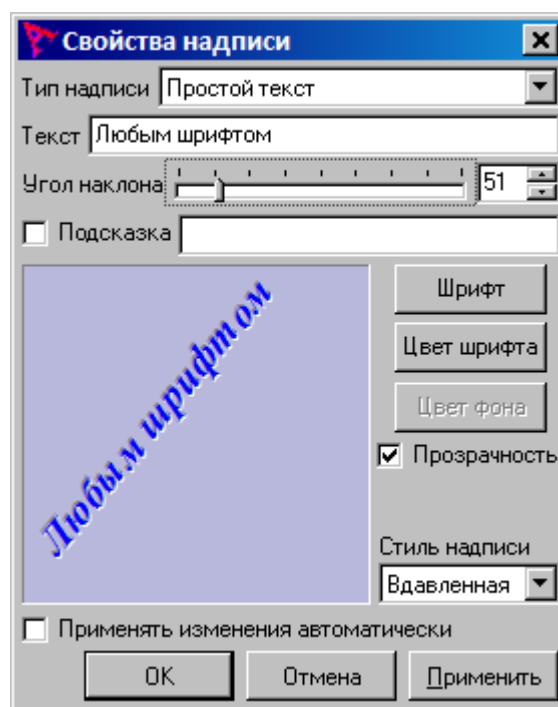 Свойства надписи
Тип надписи Простой текст
Текст Любым шрифтом
Угол наклона 51
Подсказка
Любым шрифтом
Шрифт
Цвет шрифта
Цвет фона
Прозрачность
Стиль надписи
Вдавленная
Применять изменения автоматически
ОК Отмена Применить